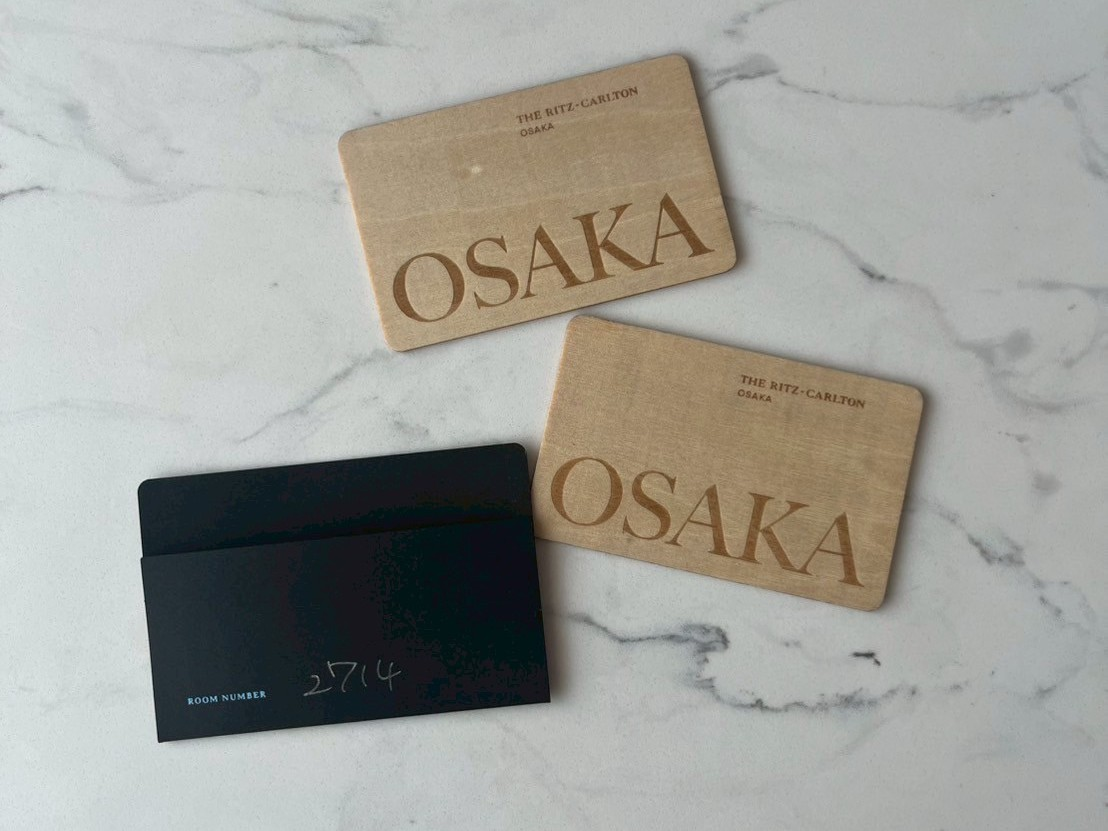 THE RITZ-CARLTON
OSAKA
OSAKA
THE RITZ-CARLTON
OSAKA
OSAKA
ROOM NUMBER 2714